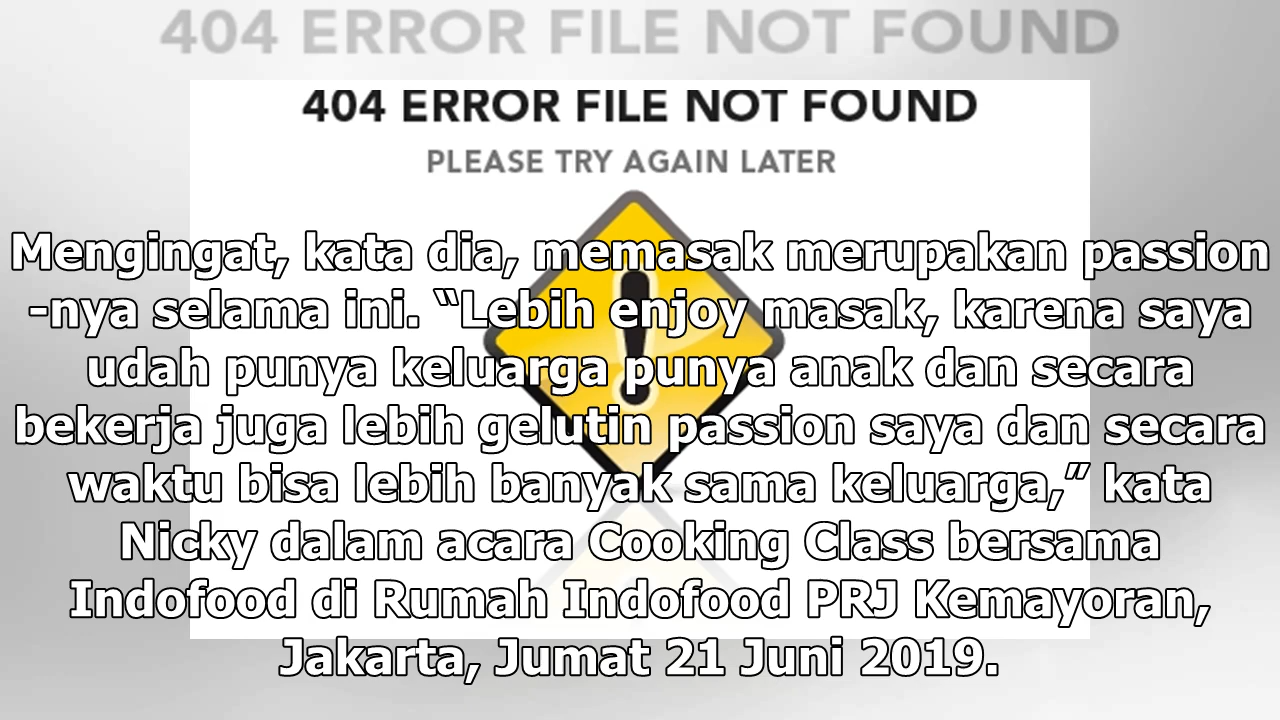 404 ERROR FILE NOT FOUND
404 ERROR FILE NOT FOUND
PLEASE TRY AGAIN LATER
Mengingat, kata dia, memasak merupakan passion
-nya selama ini. “Lebih enjoy masak, karena saya
udah punya keluarga punya anak dan secara
bekerja juga lebih gelutin passion saya dan secara
waktu bisa lebih banyak sama keluarga,” kata
Nicky dalam acara Cooking Class bersama
Indofood di Rumah Indofood PRJ Kemayoran,
Jakarta, Jumat 21 Juni 2019.